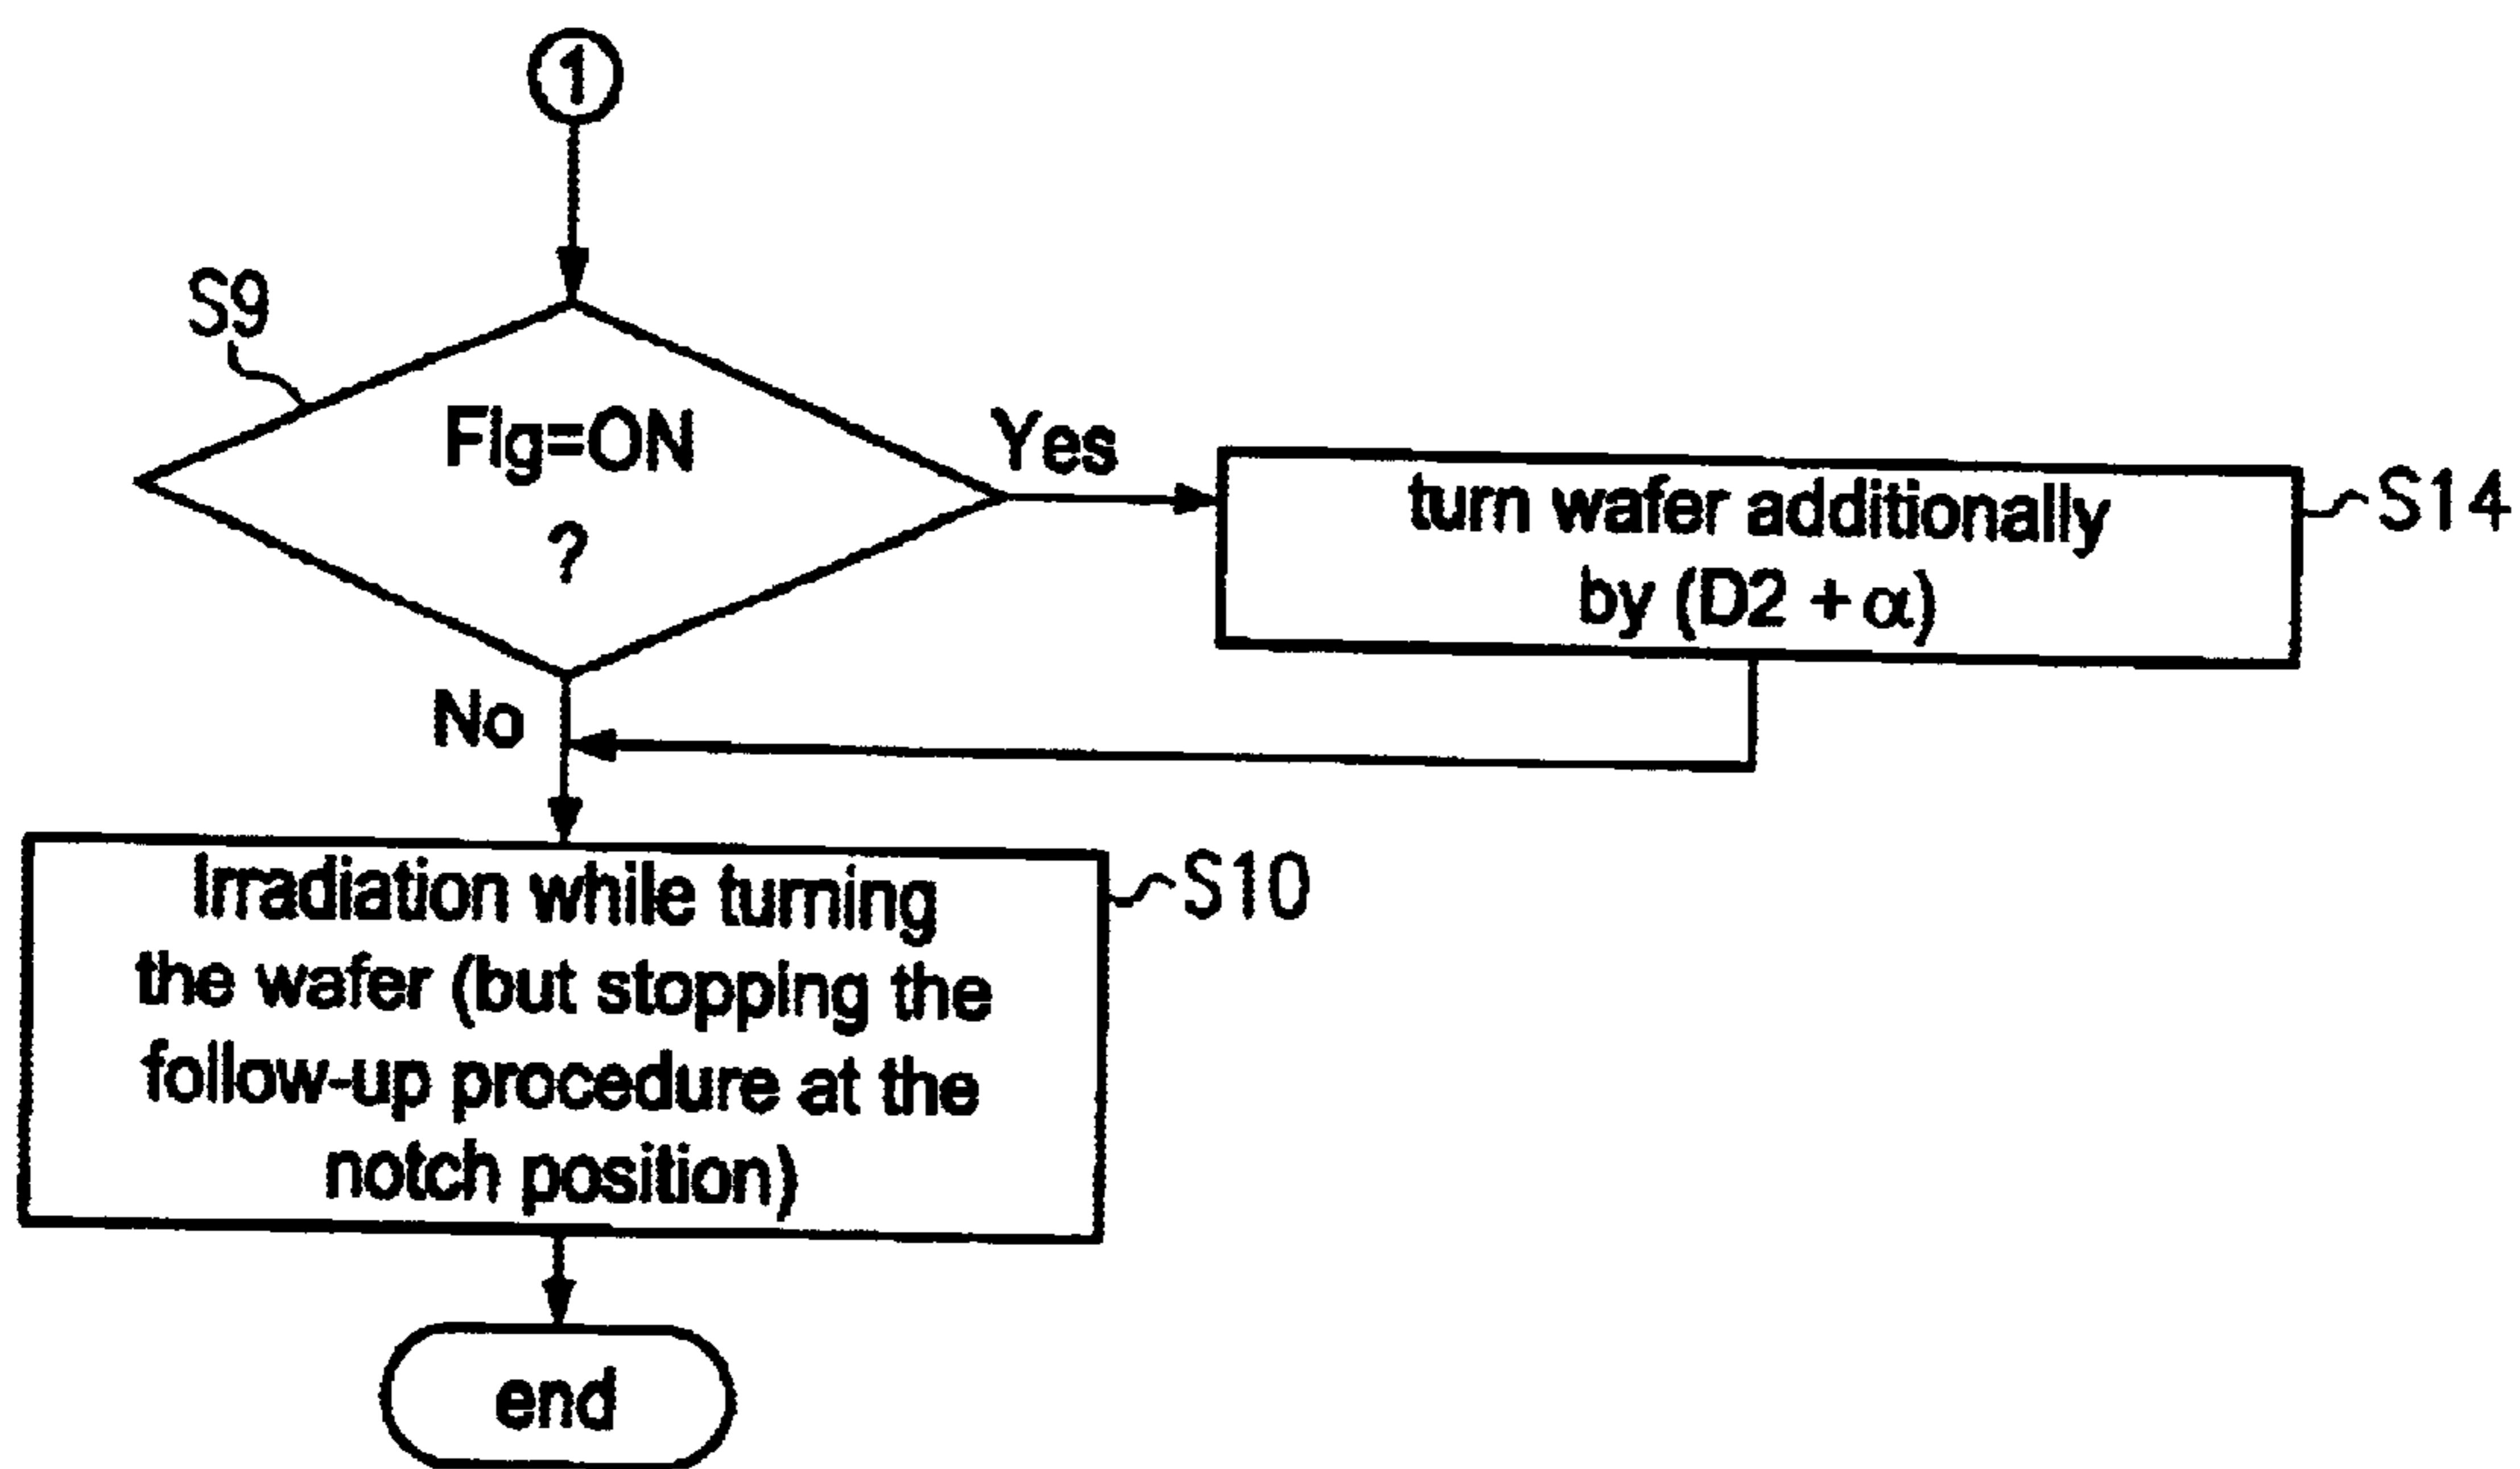 1
S9
Flg=ON
?
Yes
turn wafer additionally
by (D2 + α)
S14
No
Irradiation while turning
the wafer (but stopping the
follow-up procedure at the
notch position)
S10
end